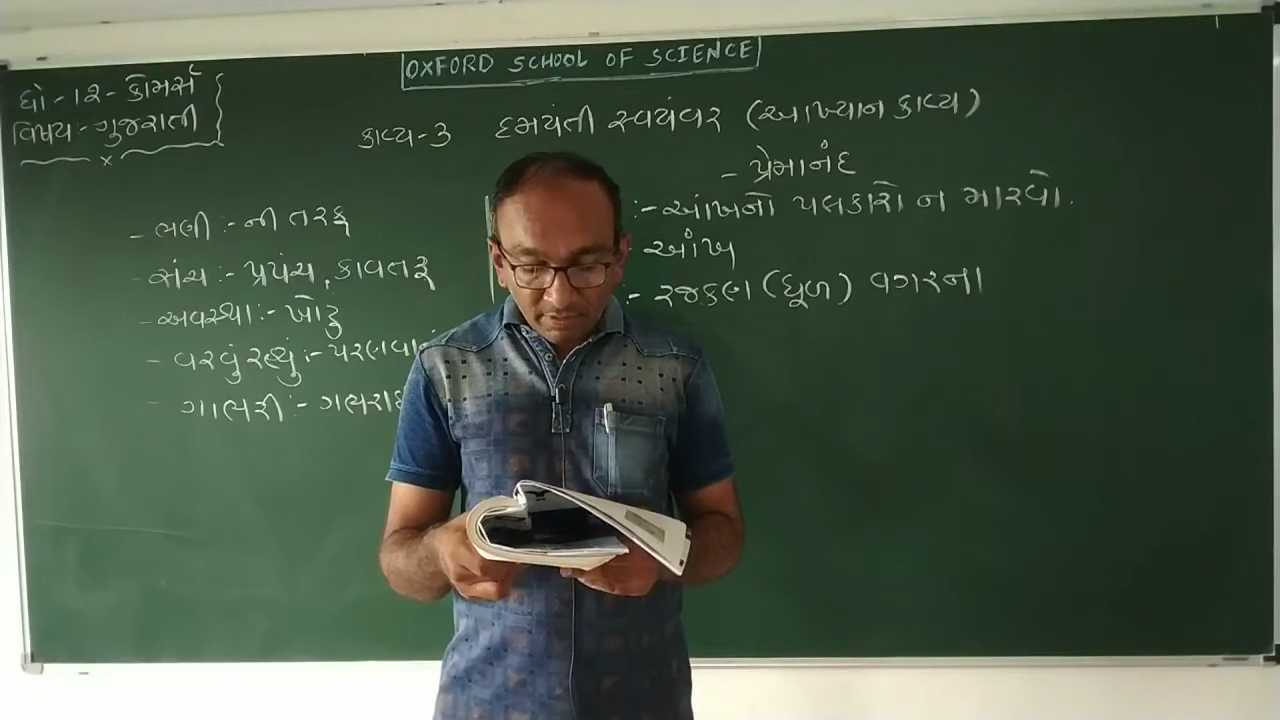 OXFORD SCHOOL OF SCIENCE
ધો-૧૨-કોમર્સ
વિષય-ગુજરાતી
કાવ્ય-૩ દમયંતી સ્વયંવર (આખ્યાન કાવ્ય)
- પ્રેમાનંદ
- ભણી :- ની તરફ
- સંચ :- પ્રપંચ, કાવતરૂ
- અવસ્થા :- ખોટુ
- વરવું રહ્યું :- પરણવાનું
- ગાભરી :- ગભરાઇ
:- આંખનો પલકારો ન મારવો.
- આઁખ
:- રજકણ (ધૂળ) વગરના